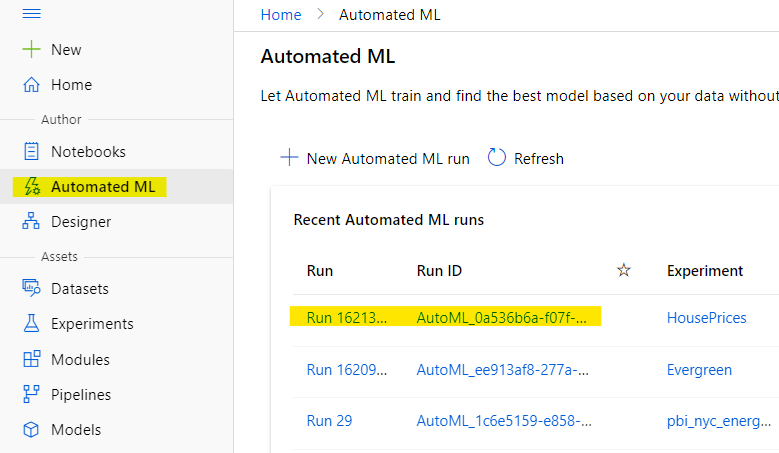 Home > Automated ML
New
Home
Author
Notebooks
Automated ML
Designer
Assets
Datasets
Experiments
Modules
Pipelines
Models
Automated ML
Let Automated ML train and find the best model based on your data without
New Automated ML run Refresh
Recent Automated ML runs
Run Run ID Experiment
Run 16213... AutoML_0a536b6a-f07f-... HousePrices
Run 16209... AutoML_ee913af8-277a-... Evergreen
Run 29 AutoML_1c6e5159-e858-... pbi_nyc_energ...